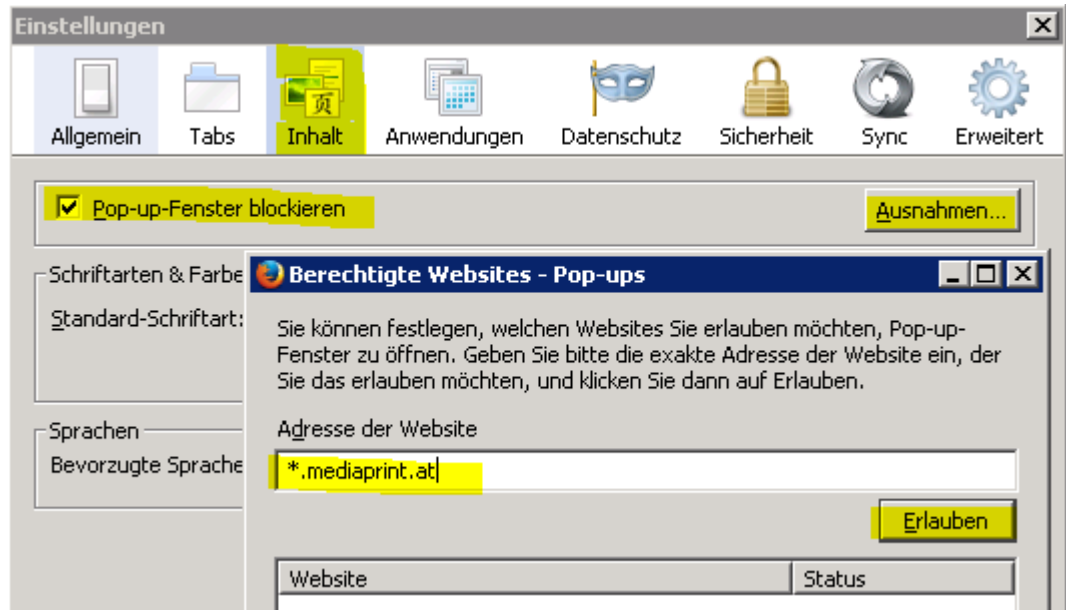 Einstellungen
Allgemein Tabs Inhalt Anwendungen Datenschutz Sicherheit Sync Erweitert
页
Pop-up-Fenster blockieren Ausnahmen...
Schriftarten & Farbe
Standard-Schriftart:
Berechtigte Websites - Pop-ups
Sie können festlegen, welchen Websites Sie erlauben möchten, Pop-up-
Fenster zu öffnen. Geben Sie bitte die exakte Adresse der Website ein, der
Sie das erlauben möchten, und klicken Sie dann auf Erlauben.
Sprachen
Bevorzugte Sprache
Adresse der Website
*.mediaprint.at
Erlauben
Website Status